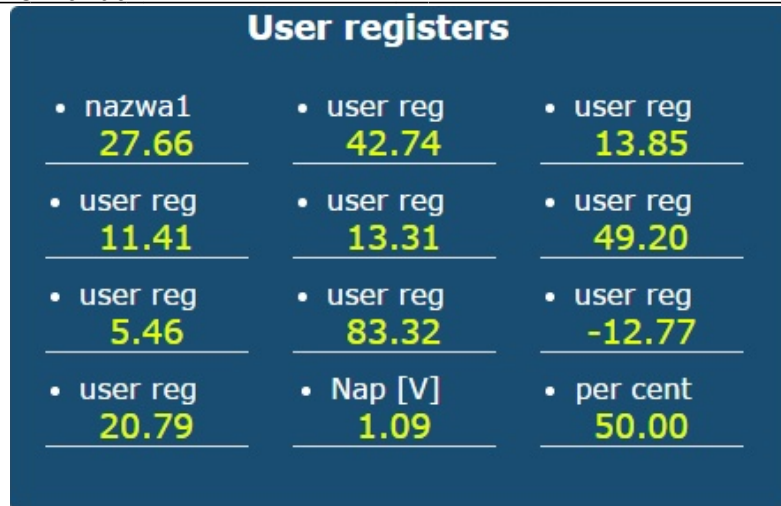 User registers
• nazwa1 • user reg • user reg
27.66 42.74 13.85
• user reg • user reg • user reg
11.41 13.31 49.20
• user reg • user reg • user reg
5.46 83.32 -12.77
• user reg • Nap [V] • per cent
20.79 1.09 50.00